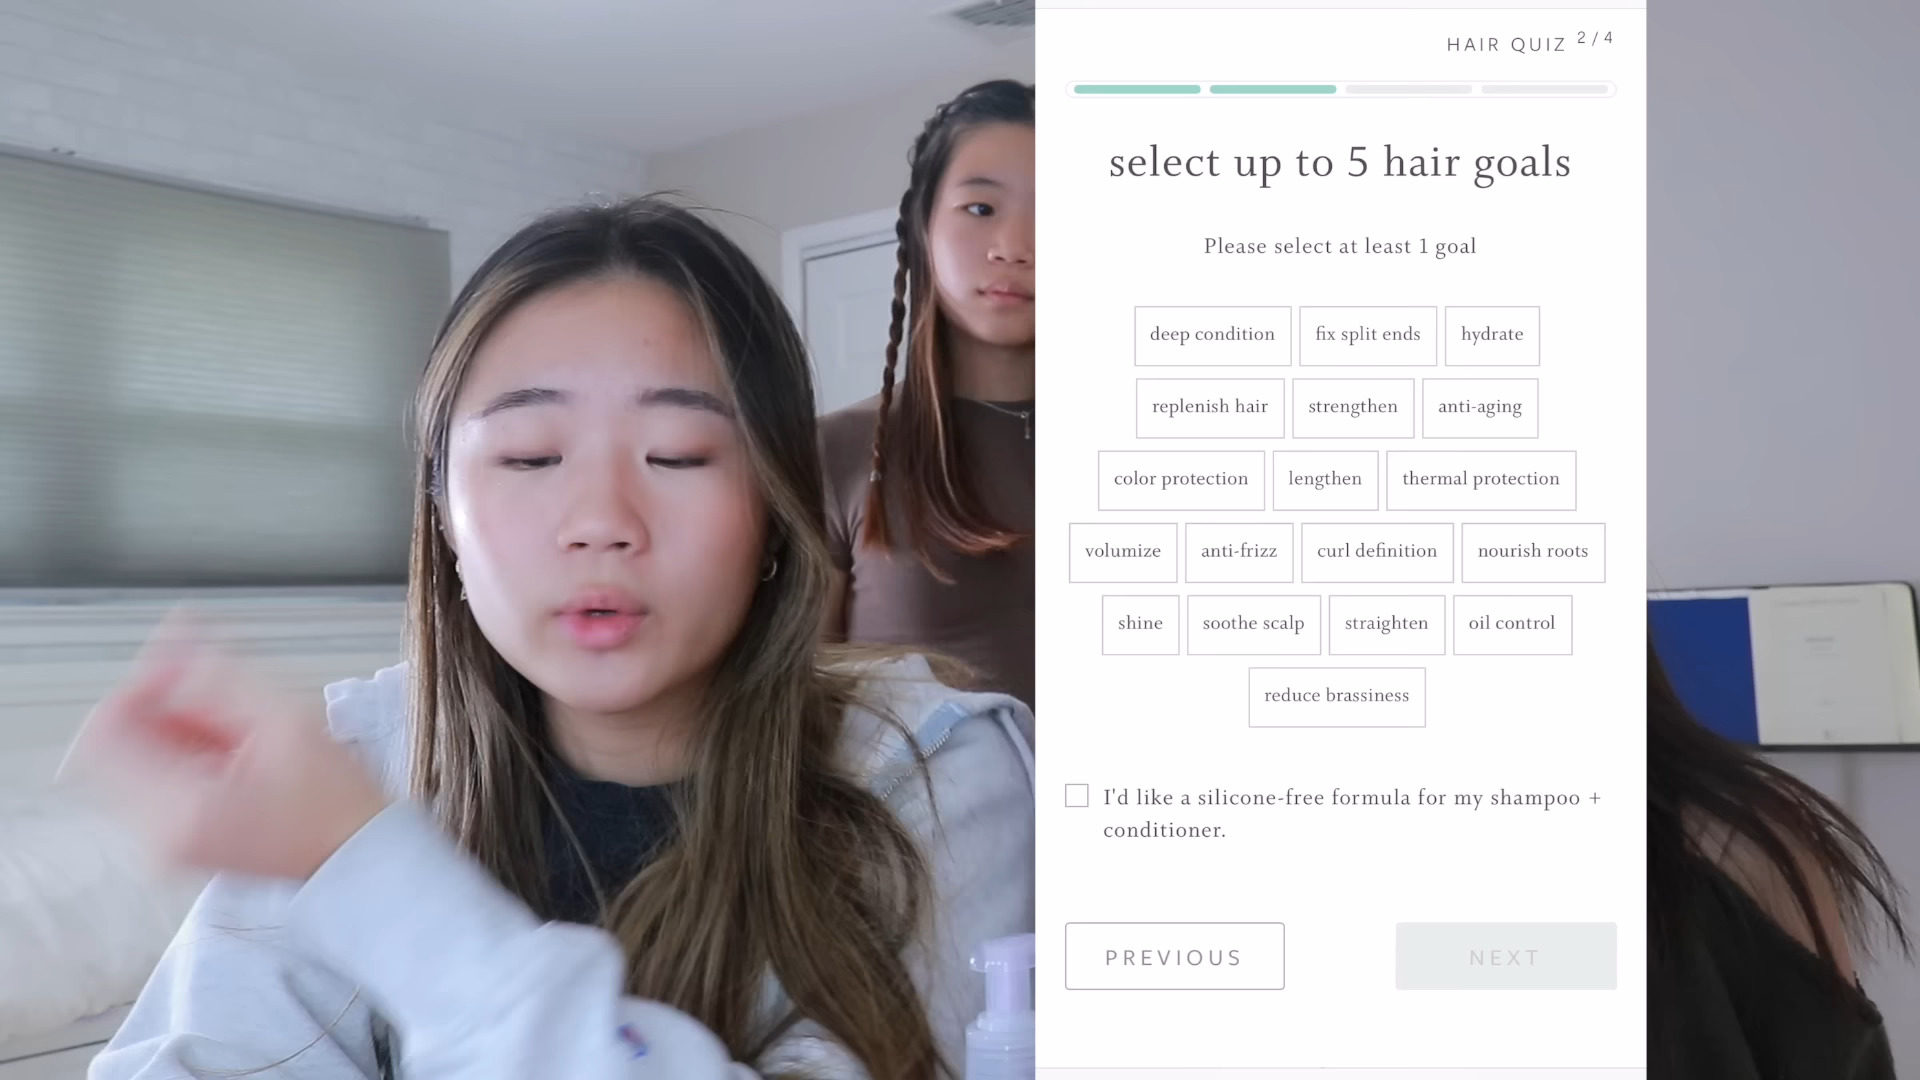 HAIR QUIZ 2/4
select up to 5 hair goals
Please select at least 1 goal
deep condition fix split ends hydrate
replenish hair strengthen anti-aging
color protection lengthen thermal protection
volumize anti-frizz curl definition nourish roots
shine soothe scalp straighten oil control
reduce brassiness
I'd like a silicone-free formula for my shampoo +
conditioner.
PREVIOUS NEXT